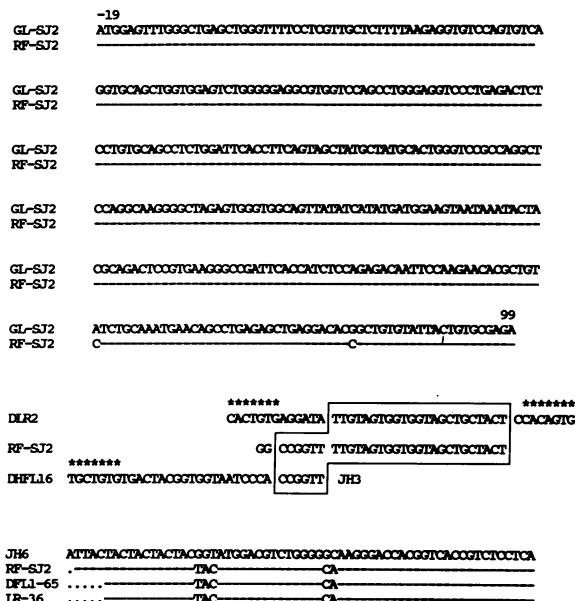 -19
GL-SJ2 ATGGAGTTTGGGCTGAGCTGGGTTTTCCTCGTTGCTCTTTTAAGAGGTGTCCAGTGTCA
RF-SJ2
GL-SJ2 GGTGCAGCTGGTGGAGTCTGGGGGAGGCGTGGTCCAGCCTGGGAGGTCCCTGAGACTCT
RF-SJ2
GL-SJ2 CCTGTGCAGCCTCTGGATTCACCTTCAGTAGCTATGCTATGCACTGGGTCCGCCAGGCT
RF-SJ2
GL-SJ2 CCAGGCAAGGGGCTAGAGTGGGTGGCAGTTATATCATATGATGGAAGTAATAAATACTA
RF-SJ2
GL-SJ2 CGCAGACTCCGTGAAGGGCCGATTCACCATCTCCAGAGACAATTCCAAGAACACGCTGT
RF-SJ2
99
GL-SJ2 ATCTGCAAATGAACAGCCTGAGAGCTGAGGACACGGCTGTGTATTACTGTGCGAGA
RF-SJ2 C C
******* *******
DLR2 CACTGTGAGGATA TTGTAGTGGTGGTAGCTGCTACT CCACAGTG
RF-SJ2 GG CCGGTT TTGTAGTGGTGGTAGCTGCTACT
*******
DHFL16 TGCTGTGTGACTACGGTGGTAATCCCA CCGGTT JH3
JH6 ATTACTACTACTACTACGGTATGGACGTCTGGGGGCAAGGGACCACGGTCACCGTCTCCTCA
RF-SJ2 . TAC CA
DFL1-65 ..... TAC CA
LR-36 ..... TAC CA